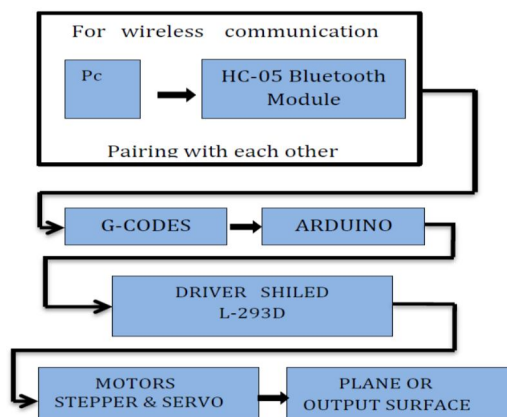 For wireless communication
Pc
HC-05 Bluetooth
Module
Pairing with each other
G-CODES
ARDUINO
DRIVER SHILED
L-293D
MOTORS
STEPPER & SERVO
PLANE OR
OUTPUT SURFACE